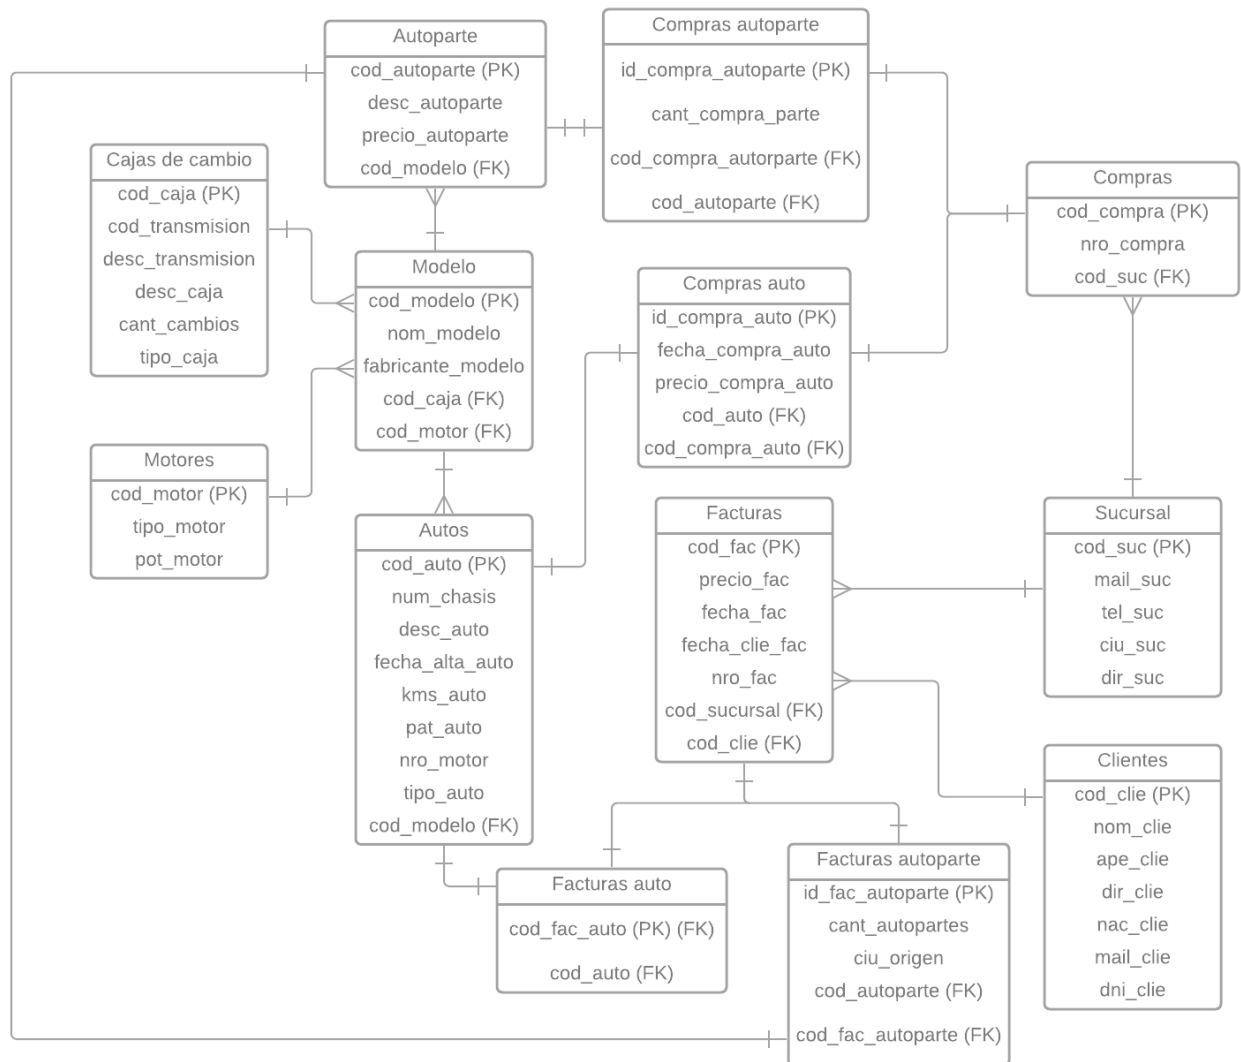 Autoparte
cod_autoparte (PK)
desc_autoparte
precio_autoparte
cod_modelo (FK)
Compras autoparte
id_compra_autoparte (PK)
cant_compra_parte
cod_compra_autorparte (FK)
cod_autoparte (FK)
Cajas de cambio
cod_caja (PK)
cod_transmision
desc_transmision
desc_caja
cant_cambios
tipo_caja
Compras
cod_compra (PK)
nro_compra
cod_suc (FK)
Modelo
cod_modelo (PK)
nom_modelo
fabricante_modelo
cod_caja (FK)
cod_motor (FK)
Compras auto
id_compra_auto (PK)
fecha_compra_auto
precio_compra_auto
cod_auto (FK)
cod_compra_auto (FK)
Motores
cod_motor (PK)
tipo_motor
pot_motor
Autos
cod_auto (PK)
num_chasis
desc_auto
fecha_alta_auto
kms_auto
pat_auto
nro_motor
tipo_auto
cod_modelo (FK)
Facturas
cod_fac (PK)
precio_fac
fecha_fac
fecha_clie_fac
nro_fac
cod_sucursal (FK)
cod_clie (FK)
Sucursal
cod_suc (PK)
mail_suc
tel_suc
ciu_suc
dir_suc
Clientes
cod_clie (PK)
nom_clie
ape_clie
dir_clie
nac_clie
mail_clie
dni_clie
Facturas auto
cod_fac_auto (PK) (FK)
cod_auto (FK)
Facturas autoparte
id_fac_autoparte (PK)
cant_autopartes
ciu_origen
cod_autoparte (FK)
cod_fac_autoparte (FK)